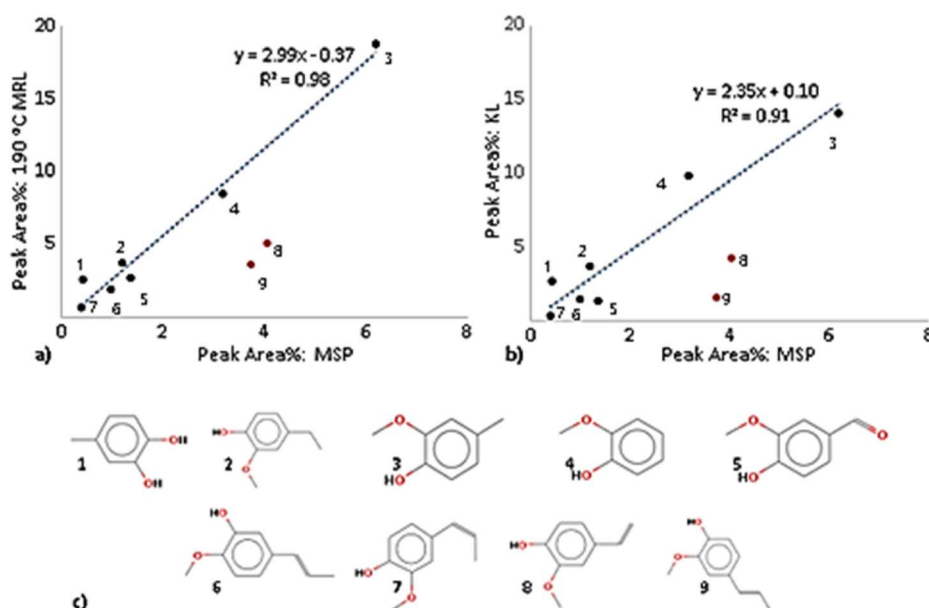 20
15
10
5
0
2
4
6
8
Peak Area%: 190 °C MRL
Peak Area%: MSP
y = 2.99x - 0.37
R² = 0.98
1
2
3
4
5
6
7
8
9
a)
20
15
10
5
0
0
2
4
6
8
Peak Area%: KL
Peak Area%: MSP
y = 2.35x + 0.10
R² = 0.91
1
2
3
4
5
6
7
8
9
b)
OH
OH
1
HO
O
2
O
HO
3
O
HO
4
O
HO
O
5
HO
O
6
HO
O
7
HO
O
8
HO
O
9
c)